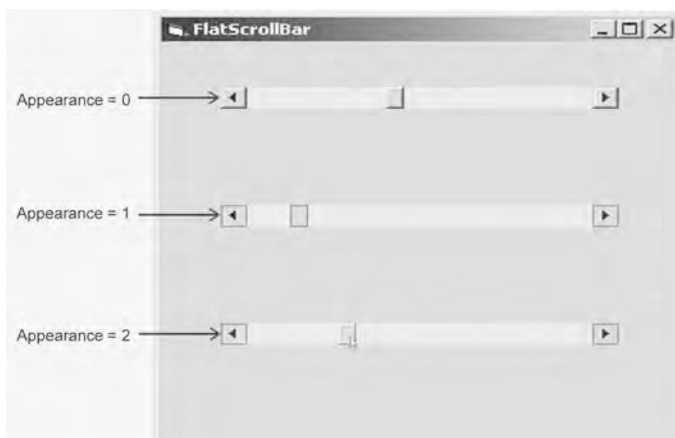 FlatScrollBar
Appearance = 0
Appearance = 1
Appearance = 2